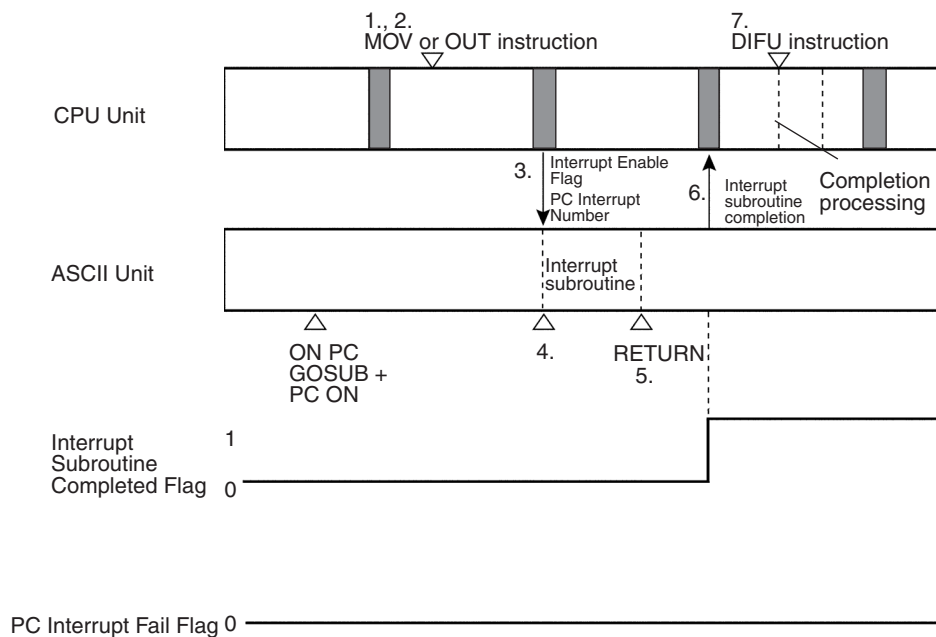 1., 2.
MOV or OUT instruction
7.
DIFU instruction
CPU Unit
3.
Interrupt Enable
Flag
PC Interrupt
Number
6.
Interrupt
subroutine
completion
Completion
processing
ASCII Unit
Interrupt
subroutine
ON PC
GOSUB +
PC ON
4.
RETURN
5.
Interrupt
Subroutine
Completed Flag
1
0
PC Interrupt Fail Flag 0